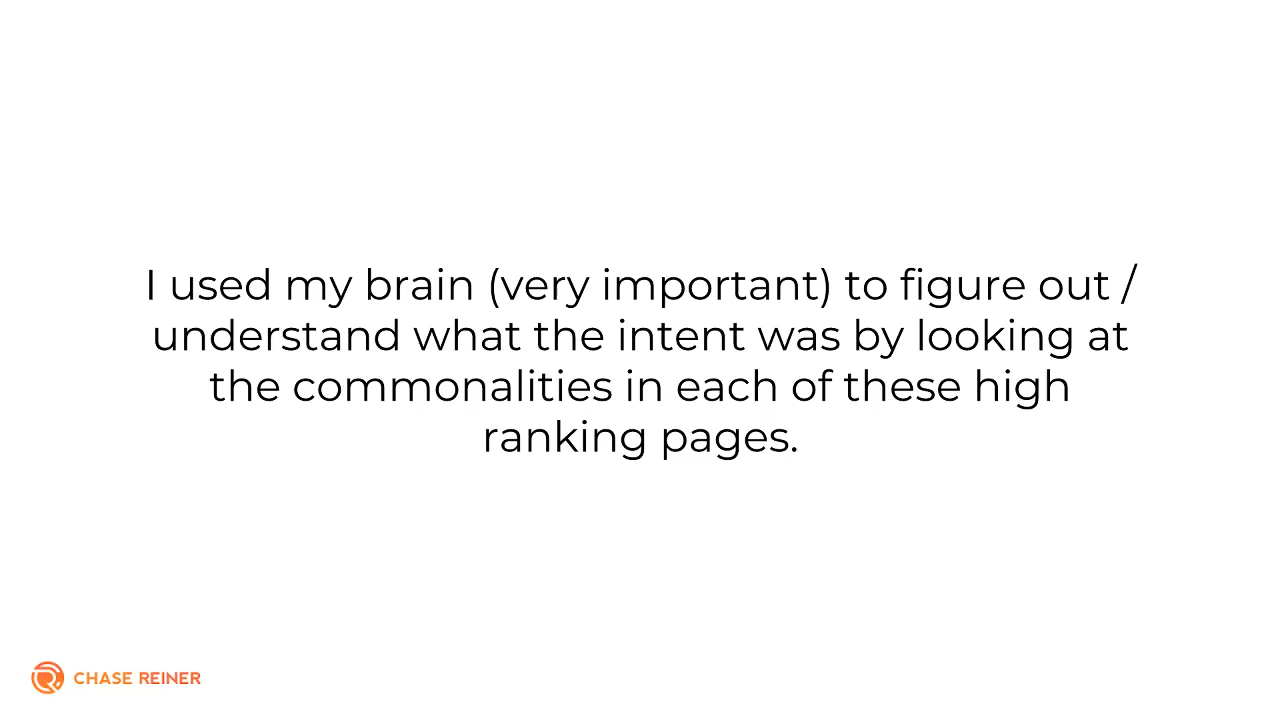 I used my brain (very important) to figure out /
understand what the intent was by looking at
the commonalities in each of these high
ranking pages.
CHASE REINER